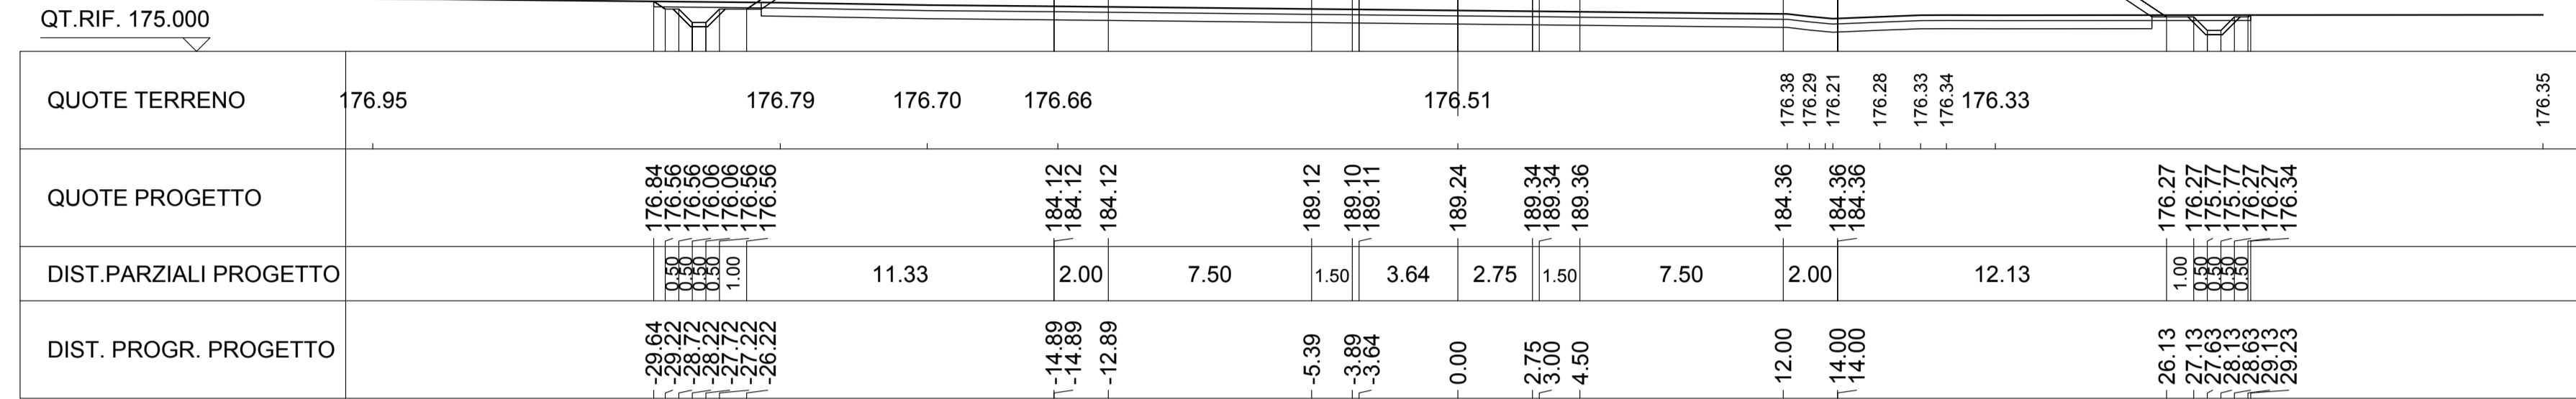 QT.RIF. 175.000
QUOTE TERRENO 176.95 176.79 176.70 176.66 176.51 176.38 176.29 176.21 176.28 176.33 176.34 176.33 176.35
QUOTE PROGETTO 176.84 176.56 176.56 176.06 176.06 176.56 176.56 184.12 184.12 184.12 189.12 189.10 189.11 189.24 189.34 189.34 189.36 184.36 184.36 184.36 176.27 176.27 175.77 175.77 176.27 176.27 176.34
DIST.PARZIALI PROGETTO 0.50 0.50 0.50 0.50 1.00 11.33 2.00 7.50 1.50 3.64 2.75 1.50 7.50 2.00 12.13 1.00 0.50 0.50 0.50 0.50
DIST. PROGR. PROGETTO -29.64 -29.22 -28.72 -28.22 -27.72 -27.22 -26.22 -14.89 -14.89 -12.89 -5.39 -3.89 -3.64 0.00 2.75 3.00 4.50 12.00 14.00 14.00 26.13 27.13 27.63 28.13 28.63 29.13 29.23